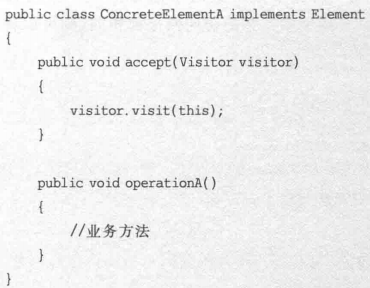 public class ConcreteElementA implements Element
{
    public void accept(Visitor visitor)
    {
        visitor.visit(this);
    }

    public void operationA()
    {
        //业务方法
    }
}